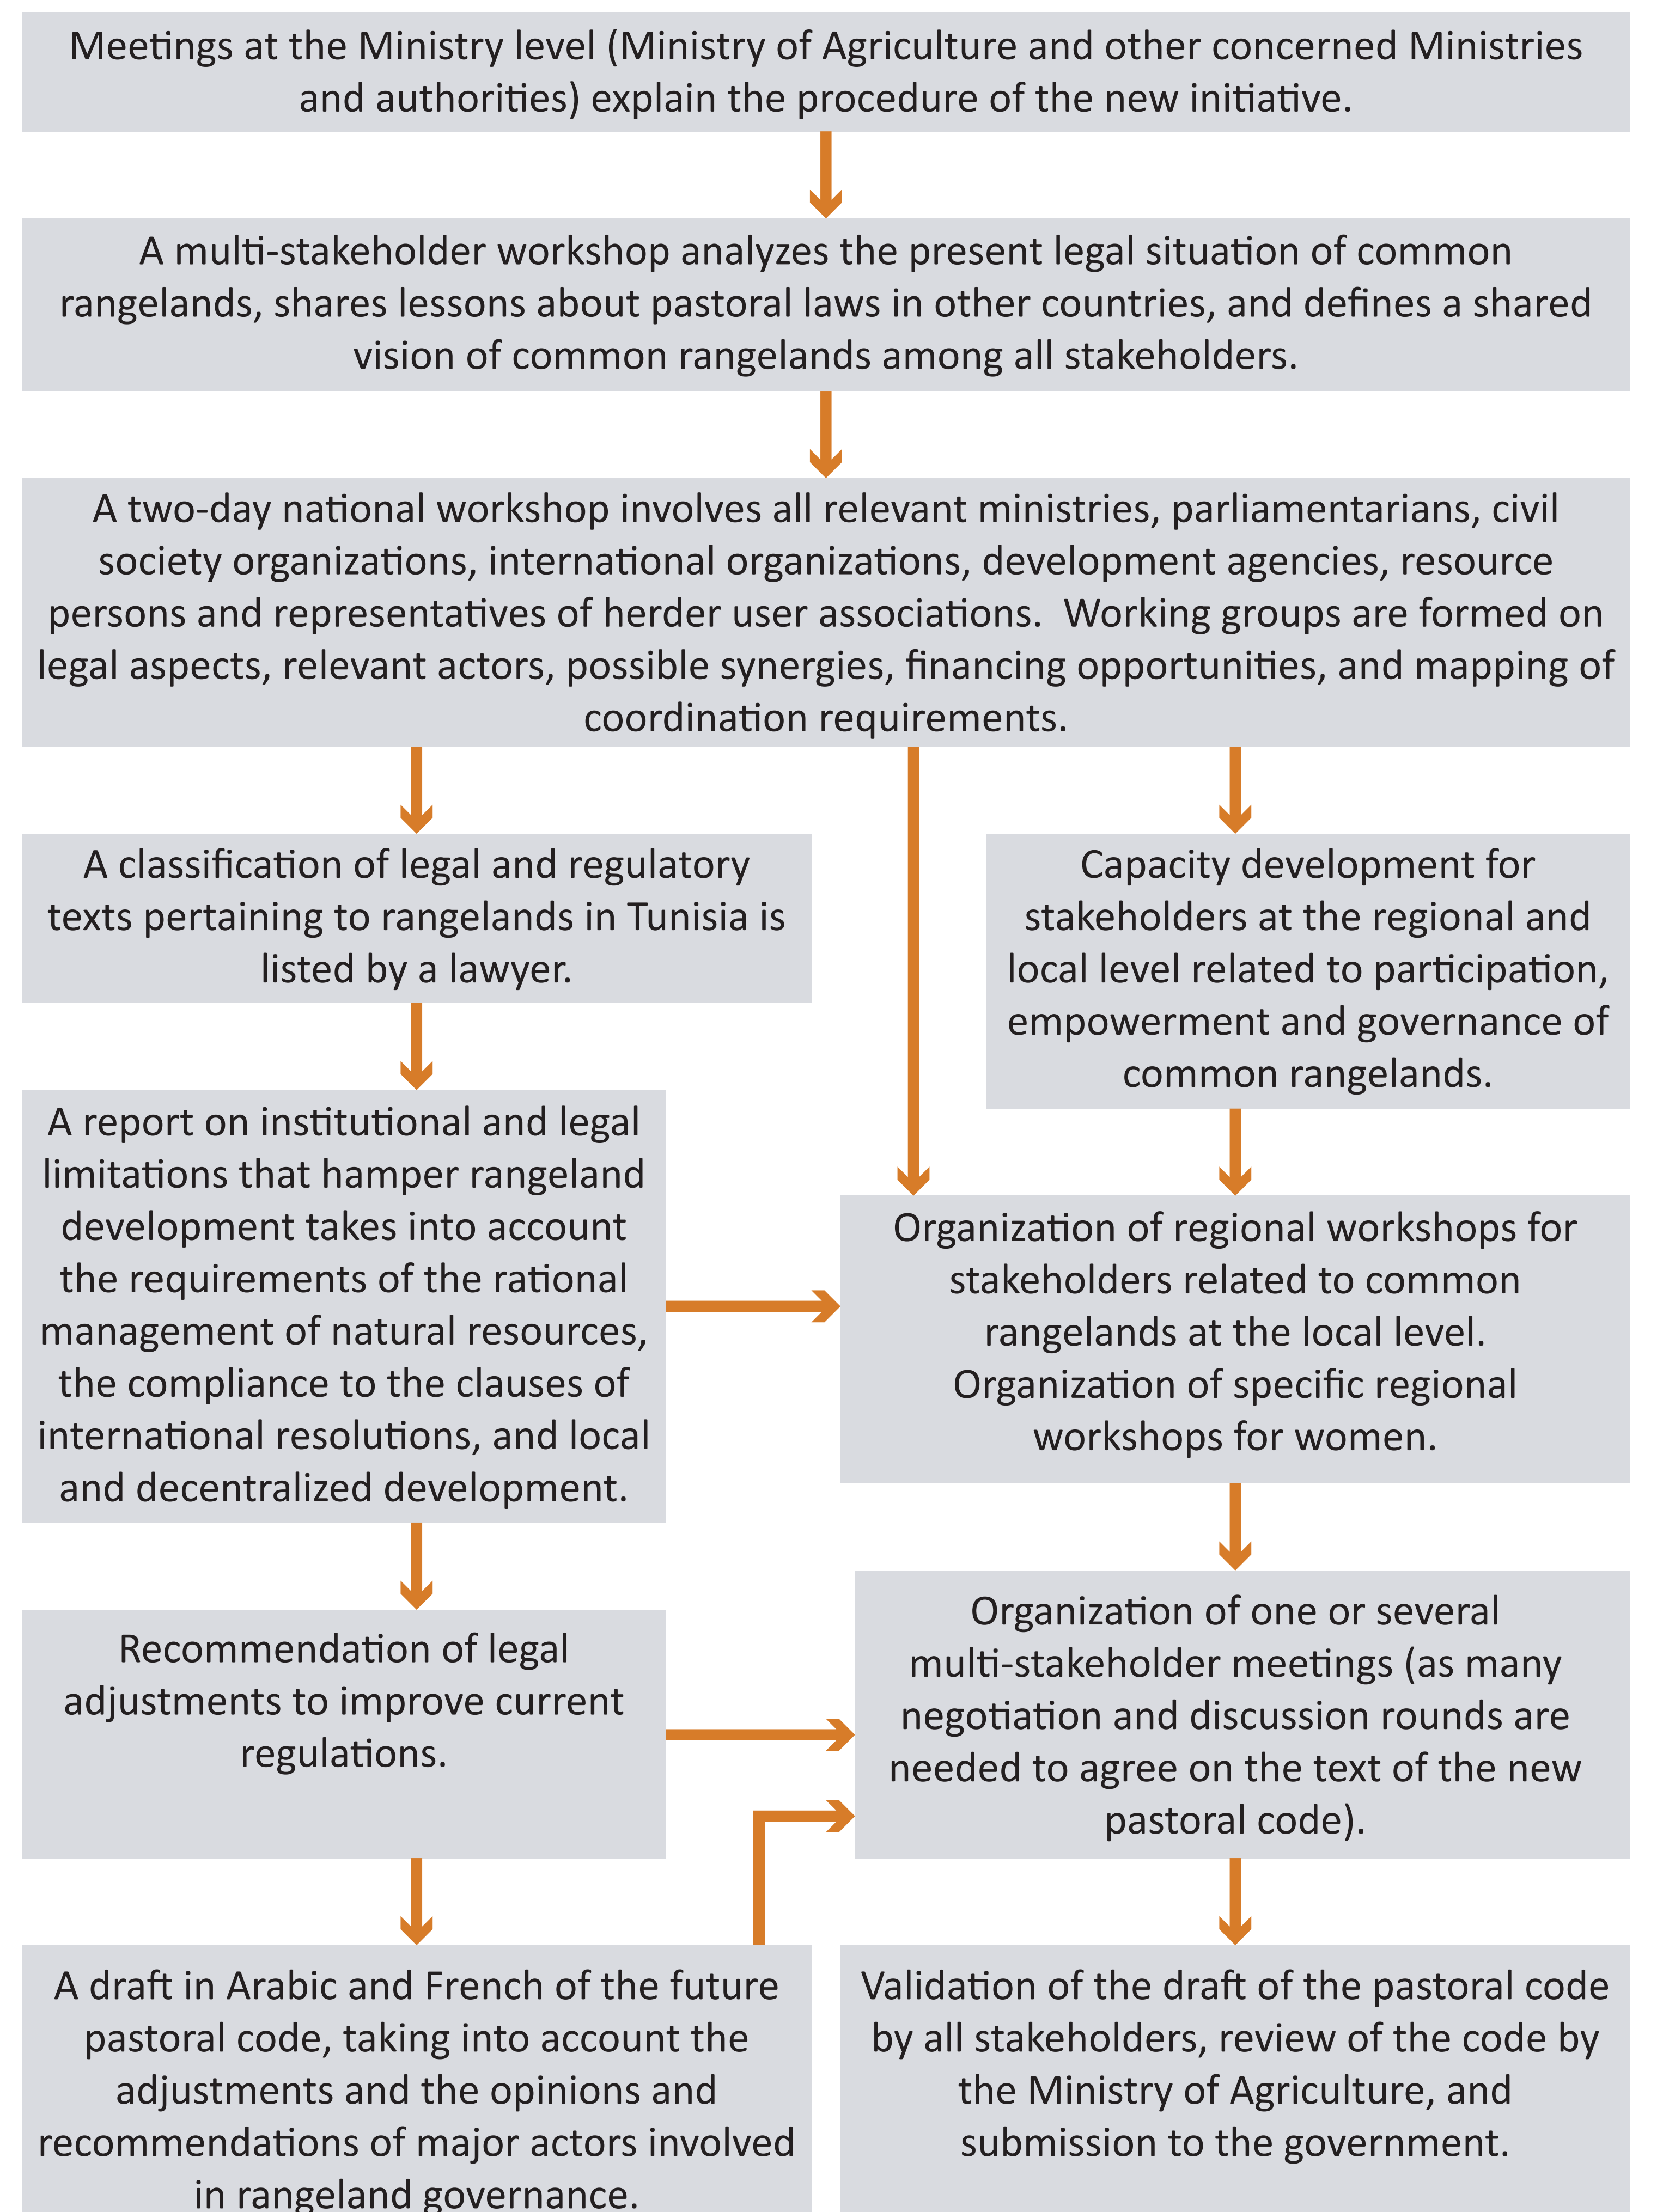 Meetings at the Ministry level (Ministry of Agriculture and other concerned Ministries
and authorities) explain the procedure of the new initiative.
A multi-stakeholder workshop analyzes the present legal situation of common
rangelands, shares lessons about pastoral laws in other countries, and defines a shared
vision of common rangelands among all stakeholders.
A two-day national workshop involves all relevant ministries, parliamentarians, civil
society organizations, international organizations, development agencies, resource
persons and representatives of herder user associations.  Working groups are formed on
legal aspects, relevant actors, possible synergies, financing opportunities, and mapping of
coordination requirements.
A classification of legal and regulatory
texts pertaining to rangelands in Tunisia is
listed by a lawyer.
Capacity development for
stakeholders at the regional and
local level related to participation,
empowerment and governance of
common rangelands.
A report on institutional and legal
limitations that hamper rangeland
development takes into account
the requirements of the rational
management of natural resources,
the compliance to the clauses of
international resolutions, and local
and decentralized development.
Organization of regional workshops for
stakeholders related to common
rangelands at the local level.
Organization of specific regional
workshops for women.
Recommendation of legal
adjustments to improve current
regulations.
Organization of one or several
multi-stakeholder meetings (as many
negotiation and discussion rounds are
needed to agree on the text of the new
pastoral code).
A draft in Arabic and French of the future
pastoral code, taking into account the
adjustments and the opinions and
recommendations of major actors involved
in rangeland governance.
Validation of the draft of the pastoral code
by all stakeholders, review of the code by
the Ministry of Agriculture, and
submission to the government.